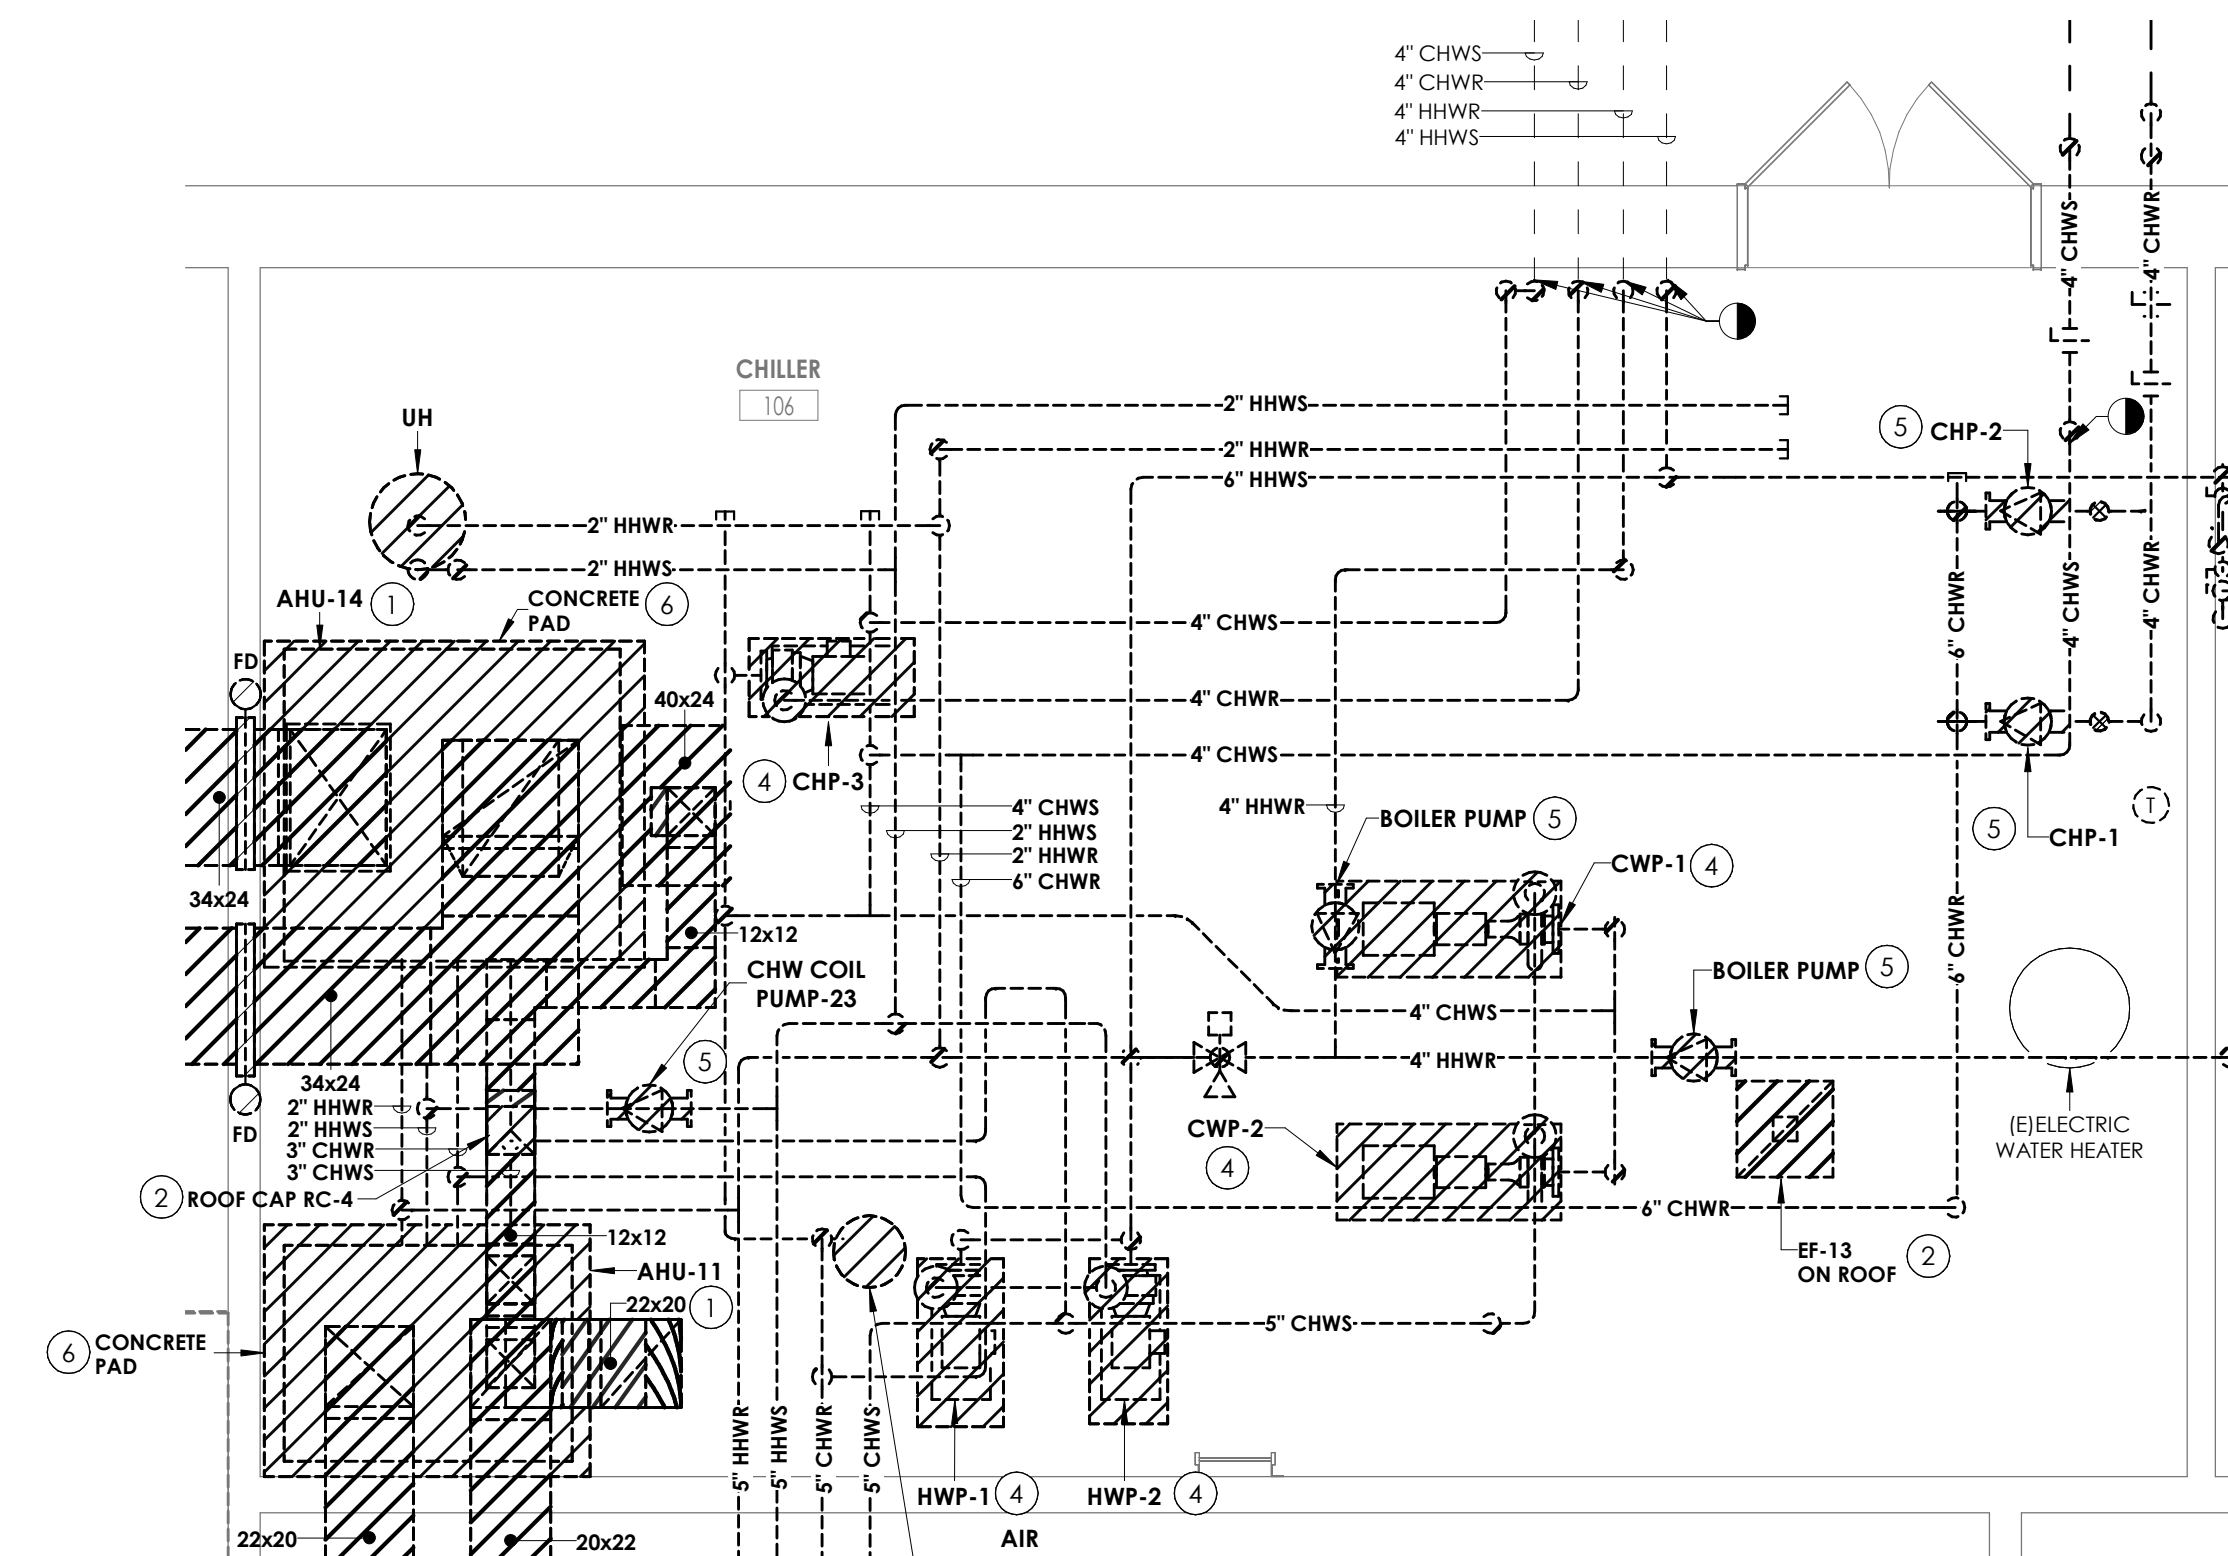 4" CHWS
4" CHWR
4" HHWR
4" HHWS
4" CHWS
4" CHWR
CHILLER
106
UH
2" HHWS
2" HHWR
6" HHWS
5 CHP-2
2" HHWR
2" HHWS
AHU-14 1
CONCRETE 6
PAD
4" CHWS
6" CHWR
4" CHWS
4" CHWR
FD
40x24
4" CHWR
4" CHWS
4 CHP-3
4" CHWS
2" HHWS
2" HHWR
6" CHWR
4" HHWR
BOILER PUMP 5
5 CHP-1
T
CWP-1 4
34x24
12x12
CHW COIL
PUMP-23
5
6" CHWR
BOILER PUMP 5
4" CHWS
4" HHWR
34x24
2" HHWR
2" HHWS
3" CHWR
3" CHWS
FD
2 ROOF CAP RC-4
CWP-2
4
(E)ELECTRIC
WATER HEATER
6" CHWR
12x12
AHU-11
22x20 1
EF-13
ON ROOF
2
5" CHWS
6 CONCRETE
PAD
5" HHWR
5" HHWS
5" CHWR
5" CHWS
HWP-1 4
HWP-2 4
AIR
22x20
20x22